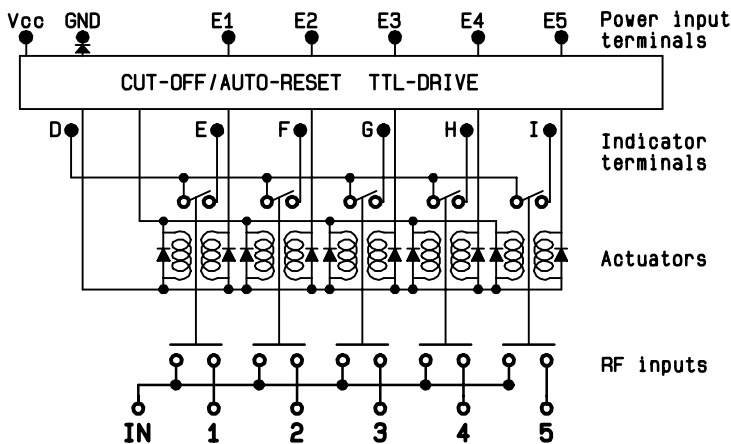 Vcc GND E1 E2 E3 E4 E5 Power input
terminals
CUT-OFF/AUTO-RESET TTL-DRIVE
D E F G H I Indicator
terminals
Actuators
RF inputs
IN 1 2 3 4 5